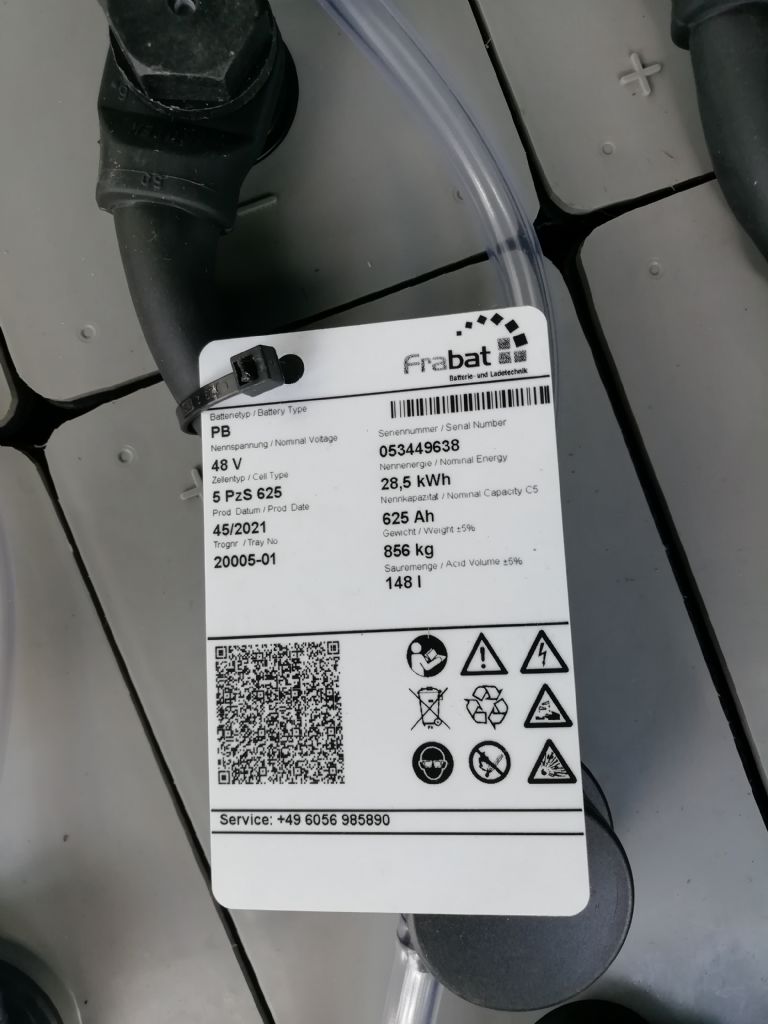 50
Frabat
Batterie- und Ladetechnik
Batterietyp / Battery Type
PB
Nennspannung / Nominal Voltage
48 V
Zellentyp / Cell Type
5 PzS 625
Prod. Datum / Prod. Date
45/2021
Trognr. / Tray No
20005-01
Seriennummer / Serial Number
053449638
Nennenergie / Nominal Energy
28,5 kWh
Nennkapazität / Nominal Capacity C5
625 Ah
Gewicht / Weight ±5%
856 kg
Säuremenge / Acid Volume ±5%
148 l
Service: +49 6056 985890